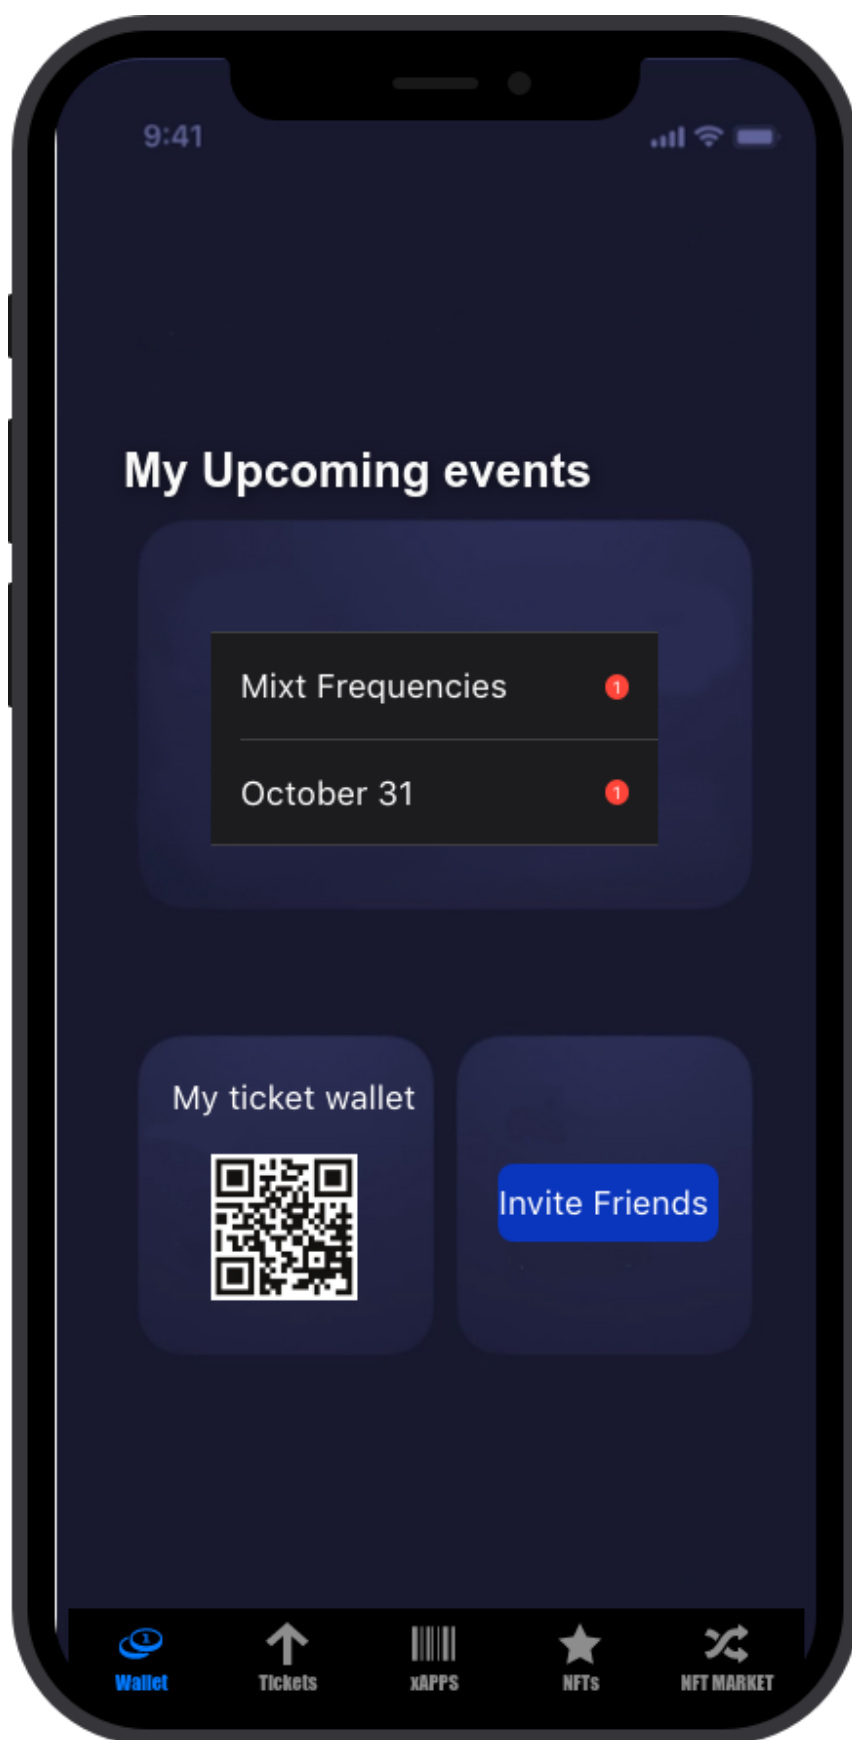 9:41
My Upcoming events
Mixt Frequencies 1
October 31 1
My ticket wallet
Invite Friends
1
Wallet Tickets xAPPS NFTs NFT MARKET